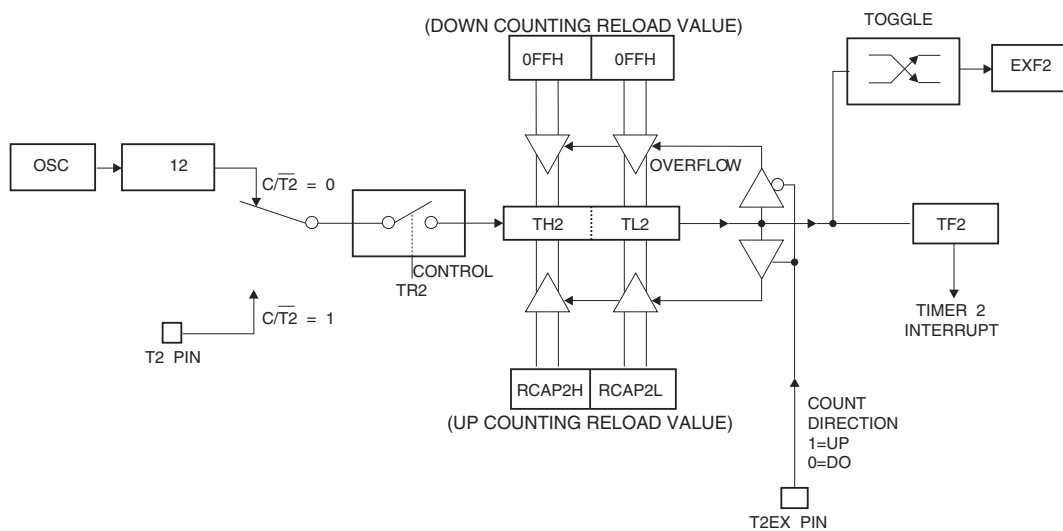 (DOWN COUNTING RELOAD VALUE)
TOGGLE
0FFH 0FFH
EXF2
OSC
12
OVERFLOW
C/T2̅ = 0
TH2 TL2
TF2
CONTROL
TR2
C/T2̅ = 1
T2 PIN
TIMER 2
INTERRUPT
RCAP2H RCAP2L
(UP COUNTING RELOAD VALUE)
COUNT
DIRECTION
1=UP
0=DO
T2EX PIN